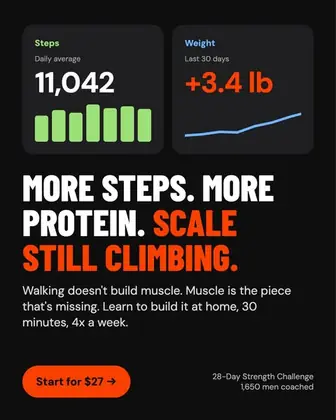 Steps
Daily average
11,042
Weight
Last 30 days
+3.4 lb
MORE STEPS. MORE
PROTEIN. SCALE
STILL CLIMBING.
Walking doesn't build muscle. Muscle is the piece
that's missing. Learn to build it at home, 30
minutes, 4x a week.
Start for $27 →
28-Day Strength Challenge
1,650 men coached